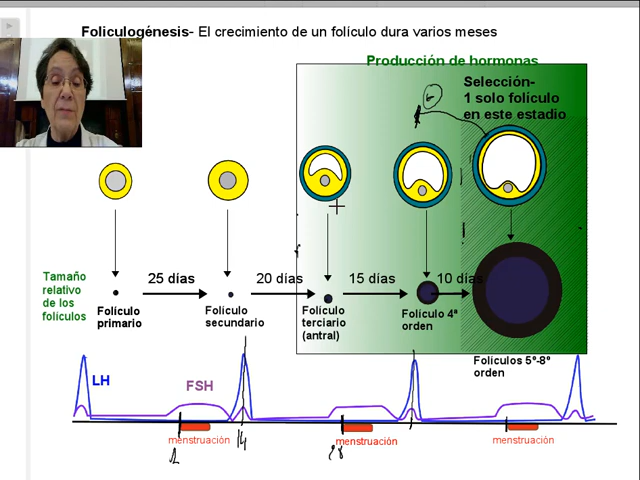 Foliculogénesis- El crecimiento de un folículo dura varios meses
Producción de hormonas
Selección-
1 solo folículo
en este estadio
Tamaño
relativo
de los
folículos
25 días
20 días
15 días
10 días
Folículo
primario
Folículo
secundario
Folículo
terciario
(antral)
Folículo 4º
orden
Folículos 5º-8º
orden
LH
FSH
menstruación
menstruación
menstruación
14
28